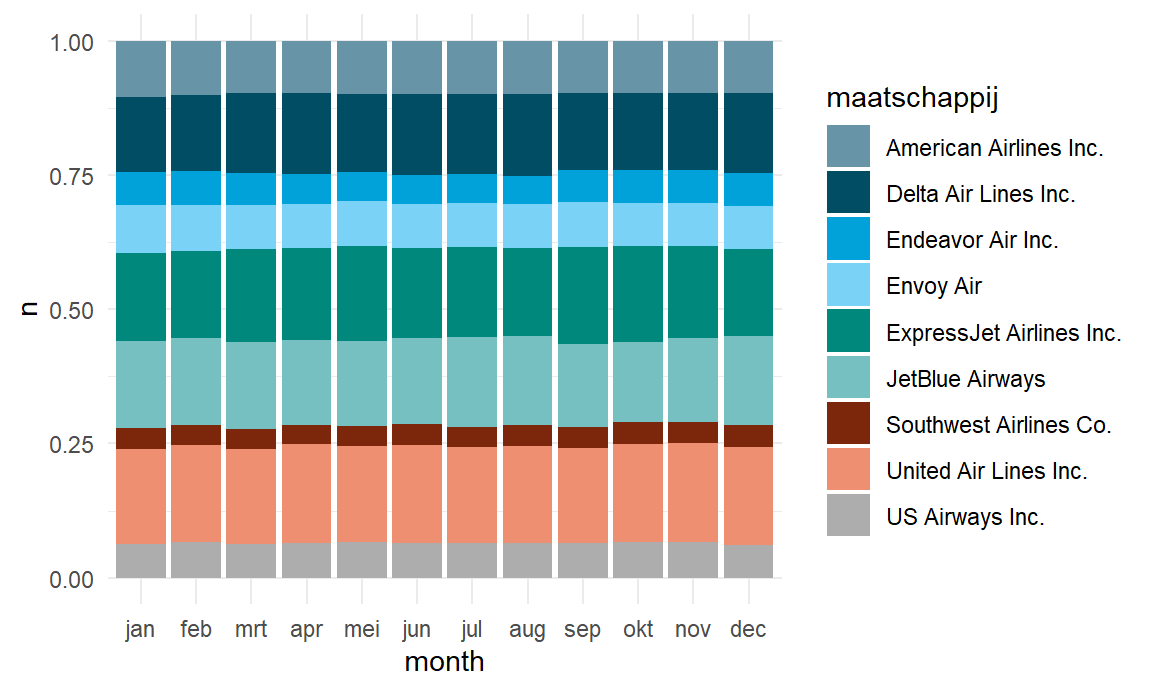 1.00
0.75
0.50
0.25
0.00
n
jan feb mrt apr mei jun jul aug sep okt nov dec
month
maatschappij
American Airlines Inc.
Delta Air Lines Inc.
Endeavor Air Inc.
Envoy Air
ExpressJet Airlines Inc.
JetBlue Airways
Southwest Airlines Co.
United Air Lines Inc.
US Airways Inc.